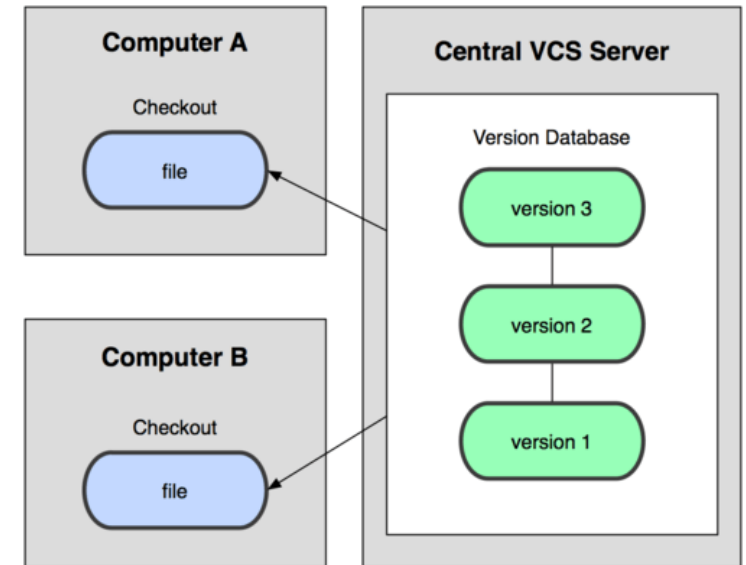 Computer A
Checkout
file
Central VCS Server
Version Database
version 3
version 2
version 1
Computer B
Checkout
file